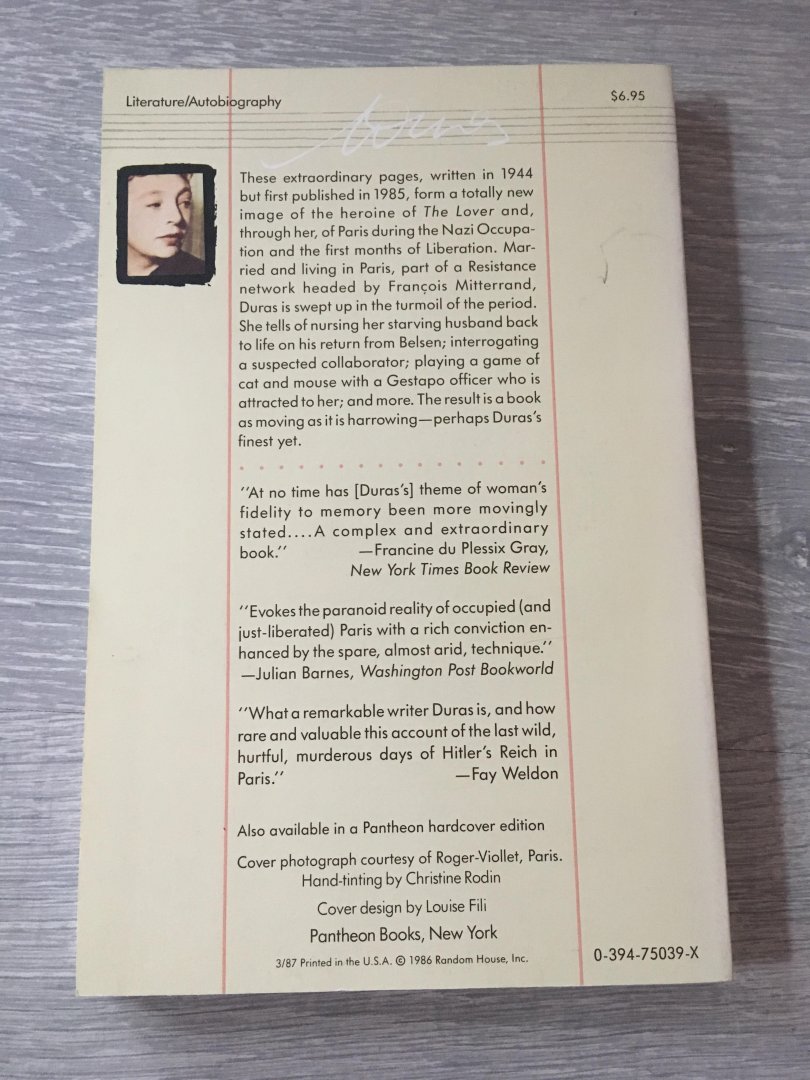 Literature/Autobiography
$6.95
Duras
These extraordinary pages, written in 1944
but first published in 1985, form a totally new
image of the heroine of The Lover and,
through her, of Paris during the Nazi Occupa-
tion and the first months of Liberation. Mar-
ried and living in Paris, part of a Resistance
network headed by François Mitterrand,
Duras is swept up in the turmoil of the period.
She tells of nursing her starving husband back
to life on his return from Belsen; interrogating
a suspected collaborator; playing a game of
cat and mouse with a Gestapo officer who is
attracted to her; and more. The result is a book
as moving as it is harrowing—perhaps Duras's
finest yet.
"At no time has [Duras's] theme of woman's
fidelity to memory been more movingly
stated....A complex and extraordinary
book." —Francine du Plessix Gray,
New York Times Book Review
"Evokes the paranoid reality of occupied (and
just-liberated) Paris with a rich conviction en-
hanced by the spare, almost arid, technique."
—Julian Barnes, Washington Post Bookworld
"What a remarkable writer Duras is, and how
rare and valuable this account of the last wild,
hurtful, murderous days of Hitler's Reich in
Paris." —Fay Weldon
Also available in a Pantheon hardcover edition
Cover photograph courtesy of Roger-Viollet, Paris.
Hand-tinting by Christine Rodin
Cover design by Louise Fili
Pantheon Books, New York
3/87 Printed in the U.S.A. © 1986 Random House, Inc.
0-394-75039-X